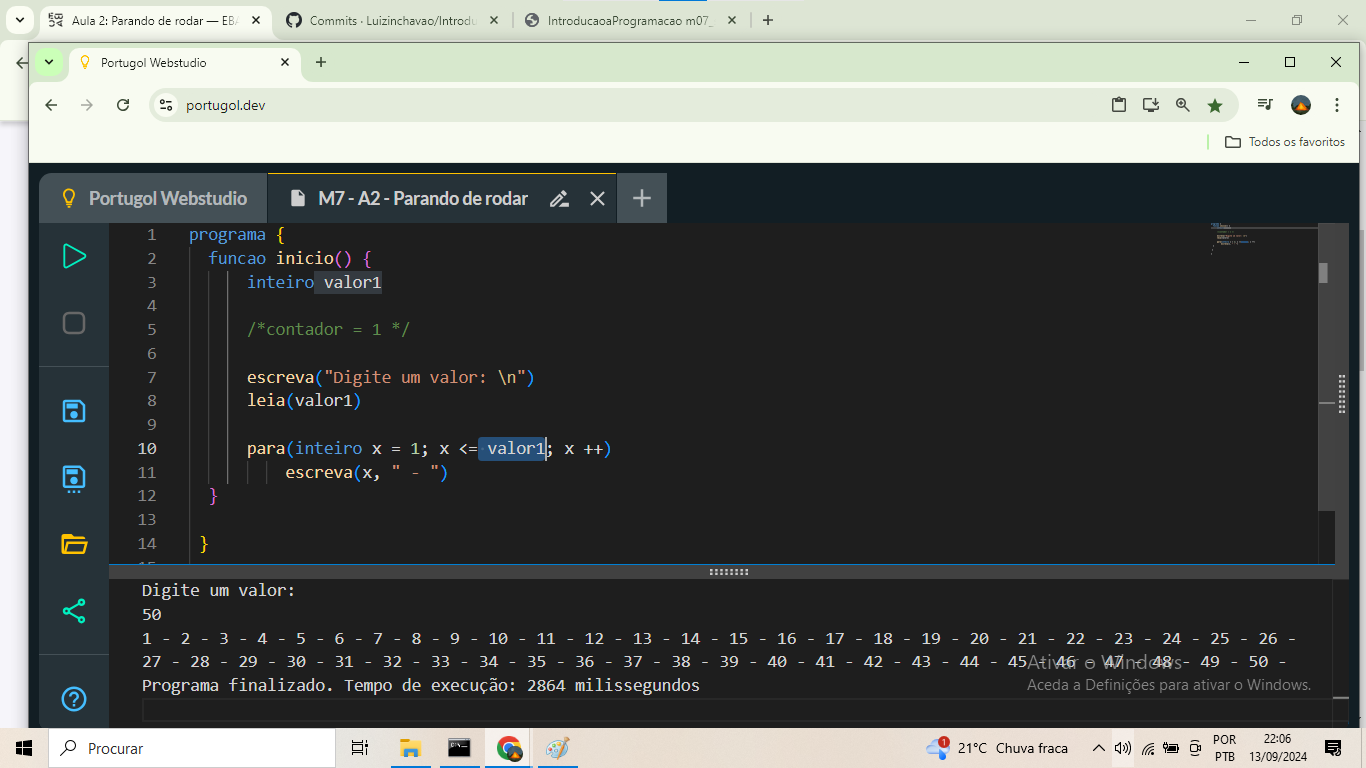 Aula 2: Parando de rodar — EBA
Commits · Luizinchavao/Introdu
IntroducaoaProgramacao m07_
Portugol Webstudio
portugol.dev
Todos os favoritos
Portugol Webstudio
M7 - A2 - Parando de rodar
1 programa {
2 funcao inicio() {
3 inteiro valor1
4
5 /*contador = 1 */
6
7 escreva("Digite um valor: \n")
8 leia(valor1)
9
10 para(inteiro x = 1; x <= valor1; x ++)
11 escreva(x, " - ")
12 }
13
14 }
Digite um valor:
50
1 - 2 - 3 - 4 - 5 - 6 - 7 - 8 - 9 - 10 - 11 - 12 - 13 - 14 - 15 - 16 - 17 - 18 - 19 - 20 - 21 - 22 - 23 - 24 - 25 - 26 -
27 - 28 - 29 - 30 - 31 - 32 - 33 - 34 - 35 - 36 - 37 - 38 - 39 - 40 - 41 - 42 - 43 - 44 - 45 - 46 - 47 - 48 - 49 - 50 -
Ativar o Windows
Programa finalizado. Tempo de execução: 2864 milissegundos
Aceda a Definições para ativar o Windows.
Procurar
1
21°C Chuva fraca
POR
PTB
22:06
13/09/2024